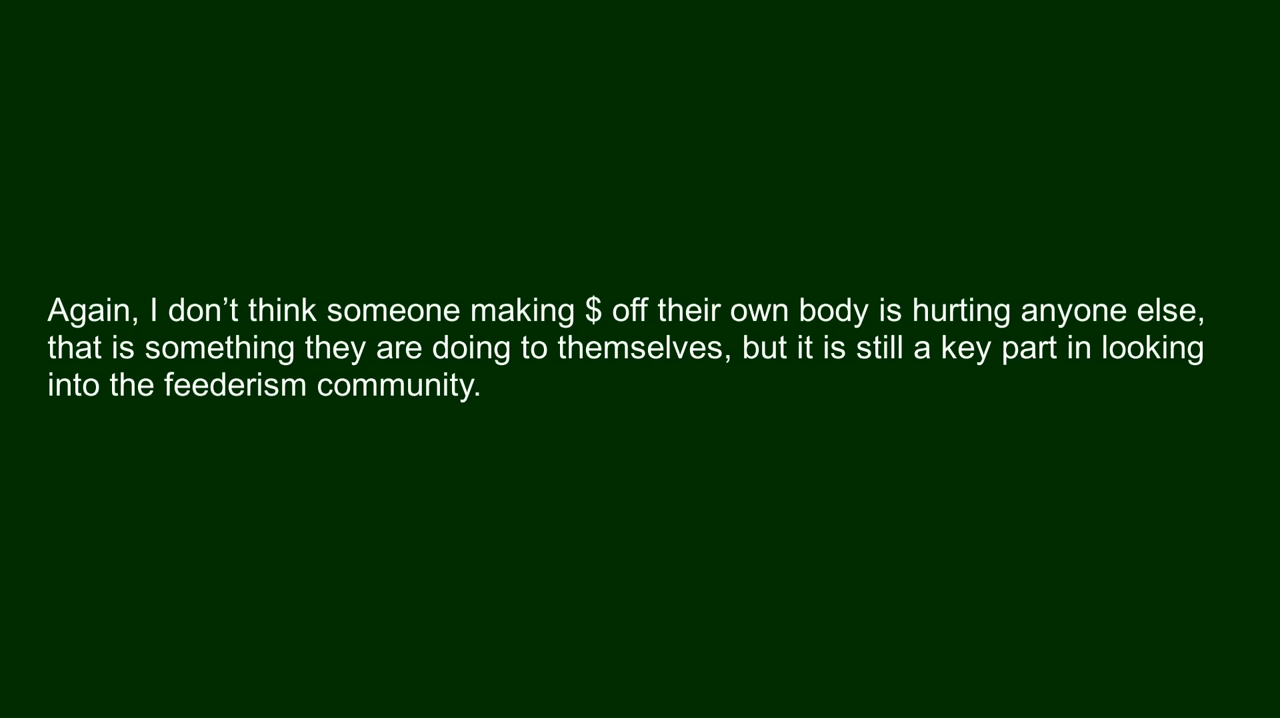 Again, I don’t think someone making $ off their own body is hurting anyone else,
that is something they are doing to themselves, but it is still a key part in looking
into the feederism community.